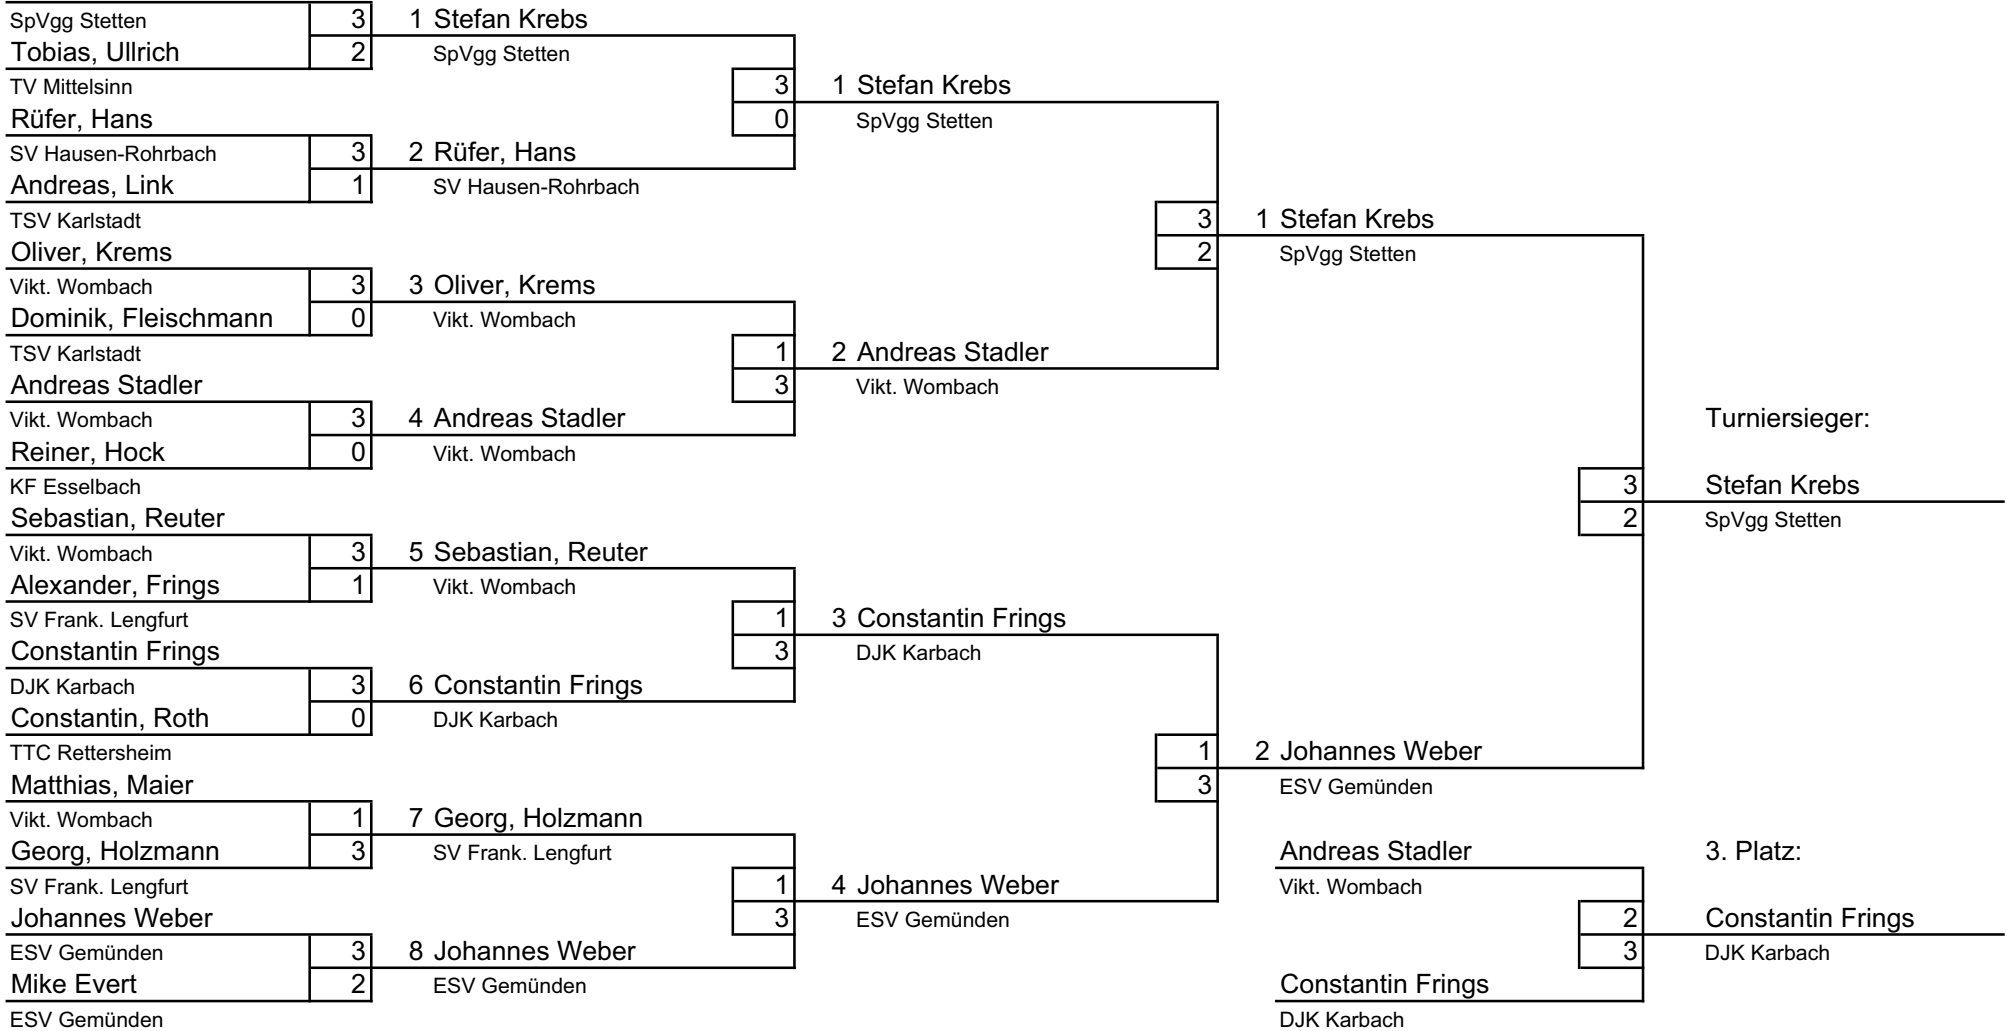 SpVgg Stetten 3
Tobias, Ullrich 2
TV Mittelsinn
Rüfer, Hans
SV Hausen-Rohrbach 3
Andreas, Link 1
TSV Karlstadt
Oliver, Krems
Vikt. Wombach 3
Dominik, Fleischmann 0
TSV Karlstadt
Andreas Stadler
Vikt. Wombach 3
Reiner, Hock 0
KF Esselbach
Sebastian, Reuter
Vikt. Wombach 3
Alexander, Frings 1
SV Frank. Lengfurt
Constantin Frings
DJK Karbach 3
Constantin, Roth 0
TTC Rettersheim
Matthias, Maier
Vikt. Wombach 1
Georg, Holzmann 3
SV Frank. Lengfurt
Johannes Weber
ESV Gemünden 3
Mike Evert 2
ESV Gemünden
1 Stefan Krebs
SpVgg Stetten
3
0
2 Rüfer, Hans
SV Hausen-Rohrbach
3 Oliver, Krems
Vikt. Wombach
1
3
4 Andreas Stadler
Vikt. Wombach
5 Sebastian, Reuter
Vikt. Wombach
1
3
6 Constantin Frings
DJK Karbach
7 Georg, Holzmann
SV Frank. Lengfurt
1
3
8 Johannes Weber
ESV Gemünden
1 Stefan Krebs
SpVgg Stetten
3
2
2 Andreas Stadler
Vikt. Wombach
3 Constantin Frings
DJK Karbach
1
3
4 Johannes Weber
ESV Gemünden
1 Stefan Krebs
SpVgg Stetten
3
2
2 Johannes Weber
ESV Gemünden
Turniersieger:
Stefan Krebs
SpVgg Stetten
Andreas Stadler
Vikt. Wombach
2
3
Constantin Frings
DJK Karbach
3. Platz:
Constantin Frings
DJK Karbach